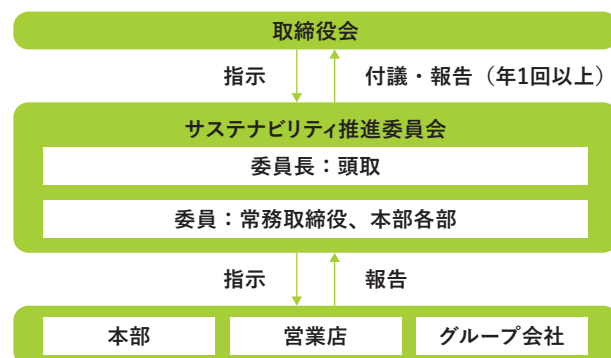 取締役会
指示 付議・報告（年1回以上）
サステナビリティ推進委員会
委員長：頭取
委員：常務取締役、本部各部
指示 報告
本部 営業店 グループ会社